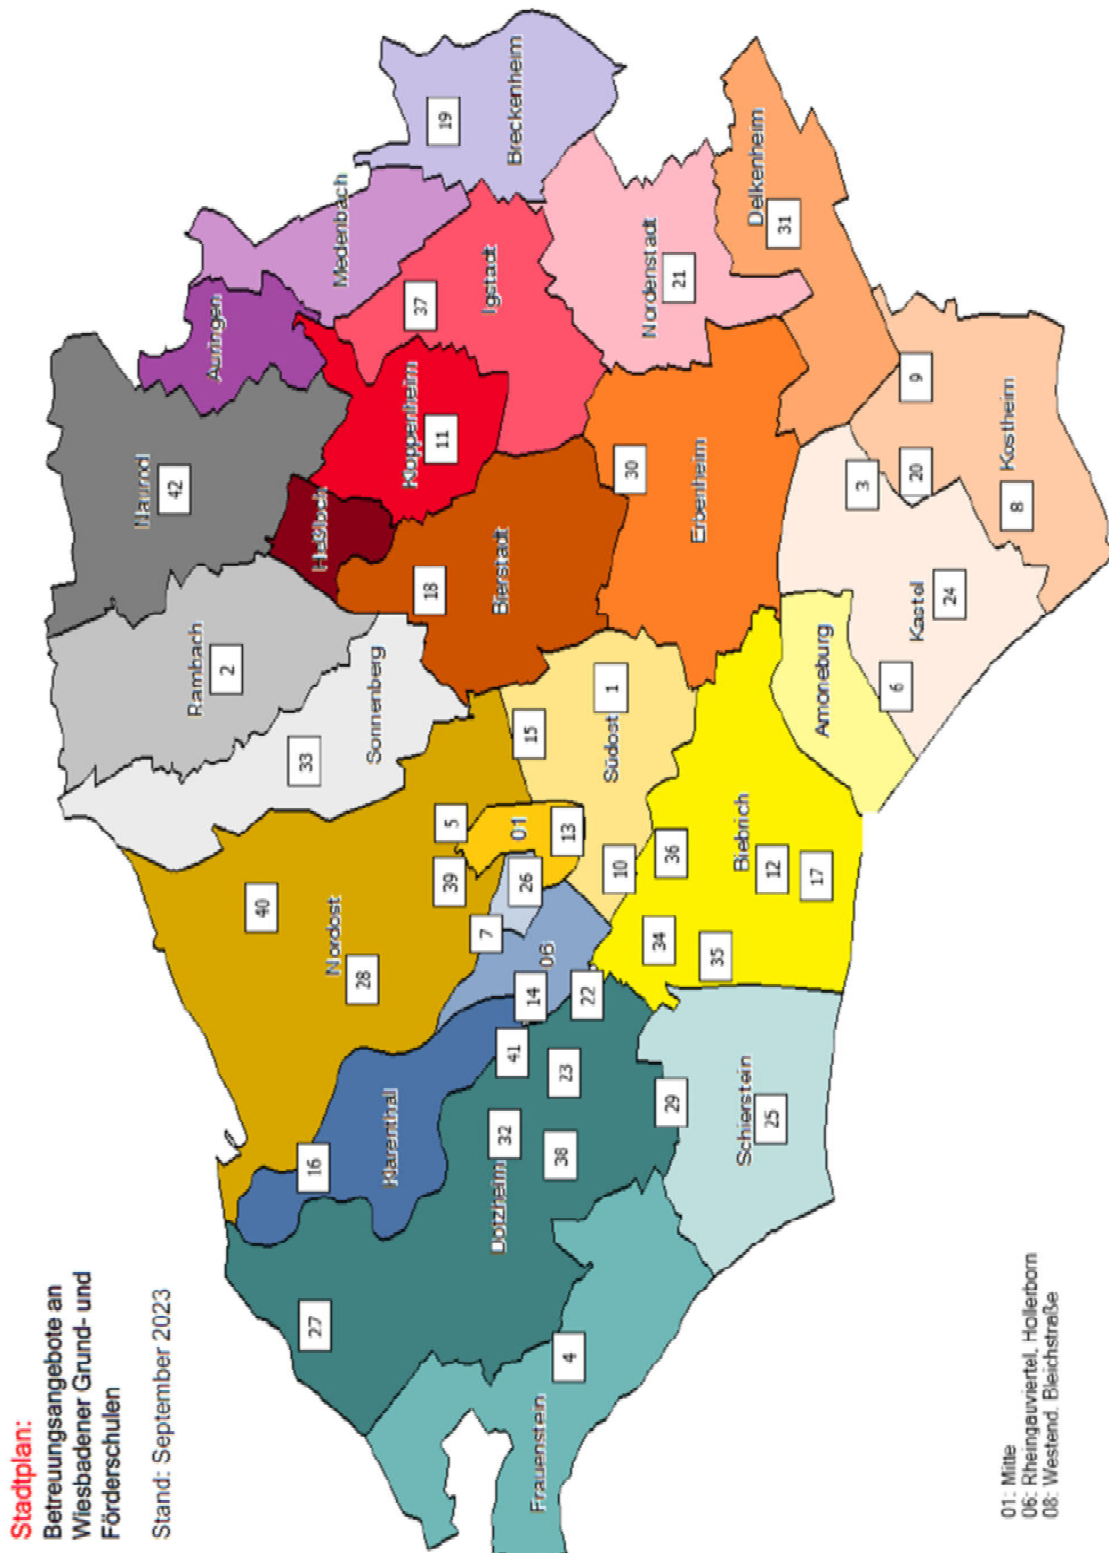 Stadtplan:
Betreuungsangebote an
Wiesbadener Grund- und
Förderschulen
Stand: September 2023
Naurod
42
Rambach
Auringen
2
40
33
27
16
Heßloch
Nordost
Medenbach
28
Sonnenberg
Klarenthal
Kloppenheim
37
18
11
19
39
5
7
Igstadt
Dotzheim
Bierstadt
32
41
Breckenheim
01
26
15
14
Frauenstein
06
38
23
13
4
22
Südost
1
10
30
Nordenstadt
34
36
29
21
Erbenheim
35
Biebrich
Schierstein
Delkenheim
25
12
31
17
Amoneburg
3
6
20
9
Kastel
24
Kostheim
8
01: Mitte
06: Rheingauviertel, Hollerborn
08: Westend. Bleichstraße